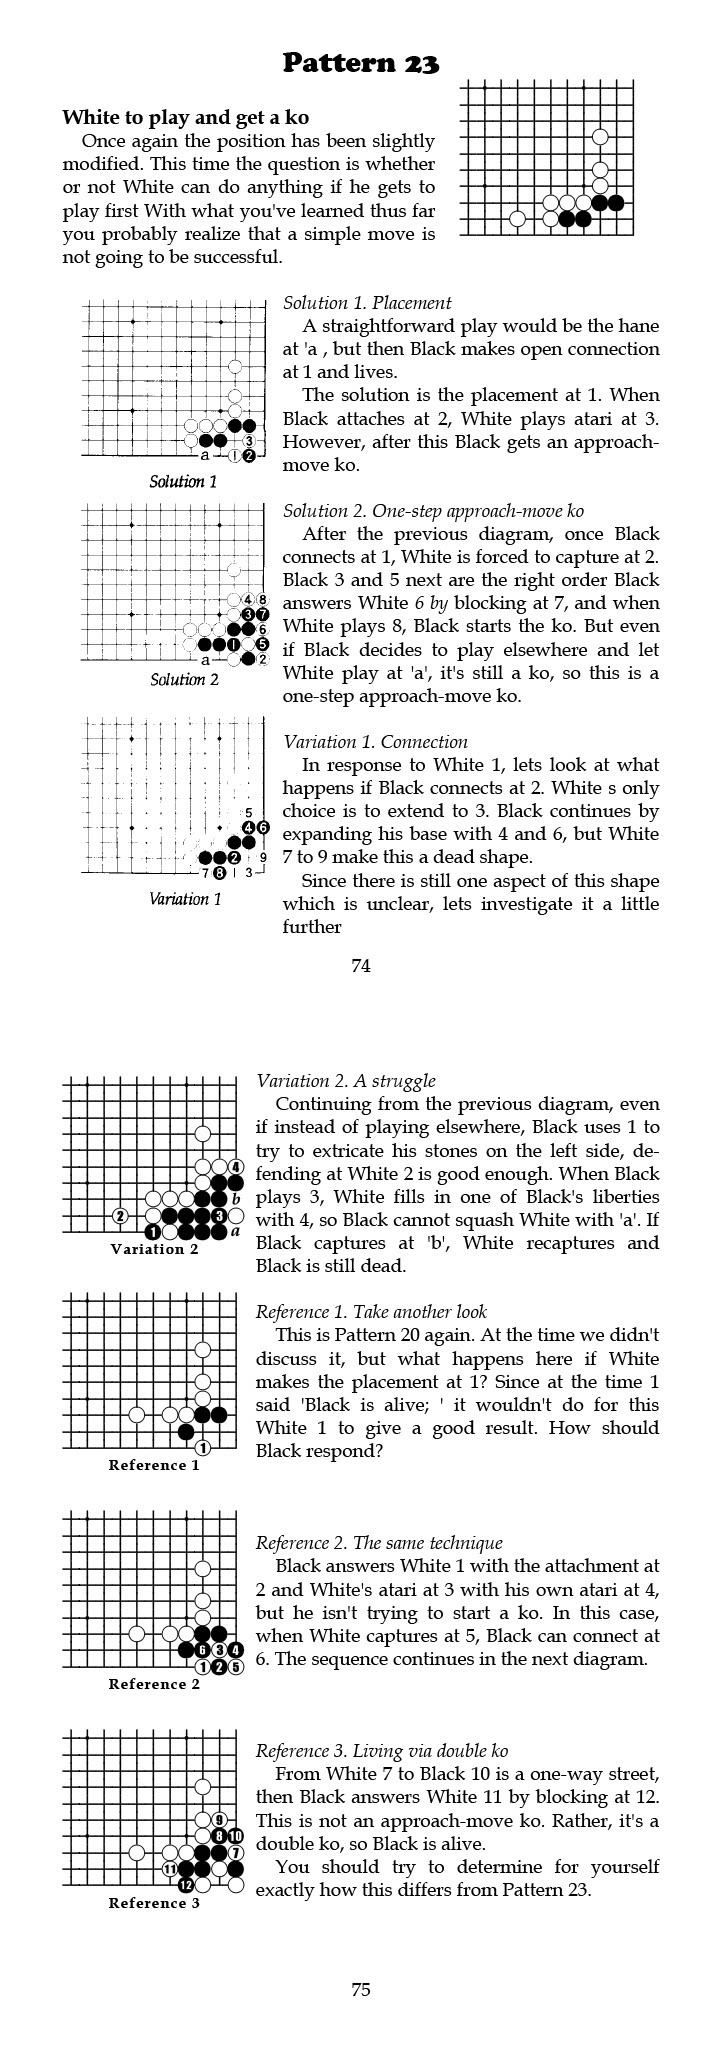 Pattern 23
White to play and get a ko
Once again the position has been slightly
modified. This time the question is whether
or not White can do anything if he gets to
play first With what you've learned thus far
you probably realize that a simple move is
not going to be successful.
Solution 1. Placement
A straightforward play would be the hane
at 'a , but then Black makes open connection
at 1 and lives.
The solution is the placement at 1. When
Black attaches at 2, White plays atari at 3.
However, after this Black gets an approach-
move ko.
3
a 1 2
Solution 1
Solution 2. One-step approach-move ko
After the previous diagram, once Black
connects at 1, White is forced to capture at 2.
Black 3 and 5 next are the right order Black
answers White 6 by blocking at 7, and when
White plays 8, Black starts the ko. But even
if Black decides to play elsewhere and let
White play at 'a', it's still a ko, so this is a
one-step approach-move ko.
4 8
3 7
6
1 5
a 2
Solution 2
Variation 1. Connection
In response to White 1, lets look at what
happens if Black connects at 2. White s only
choice is to extend to 3. Black continues by
expanding his base with 4 and 6, but White
7 to 9 make this a dead shape.
Since there is still one aspect of this shape
which is unclear, lets investigate it a little
further
5
4 6
2 9
7 8 1 3
Variation 1
74
Variation 2. A struggle
Continuing from the previous diagram, even
if instead of playing elsewhere, Black uses 1 to
try to extricate his stones on the left side, de-
fending at White 2 is good enough. When Black
plays 3, White fills in one of Black's liberties
with 4, so Black cannot squash White with 'a'. If
Black captures at 'b', White recaptures and
Black is still dead.
4
b
2 3
1 a
Variation 2
Reference 1. Take another look
This is Pattern 20 again. At the time we didn't
discuss it, but what happens here if White
makes the placement at 1? Since at the time 1
said 'Black is alive; ' it wouldn't do for this
White 1 to give a good result. How should
Black respond?
1
Reference 1
Reference 2. The same technique
Black answers White 1 with the attachment at
2 and White's atari at 3 with his own atari at 4,
but he isn't trying to start a ko. In this case,
when White captures at 5, Black can connect at
6. The sequence continues in the next diagram.
6 3 4
1 2 5
Reference 2
Reference 3. Living via double ko
From White 7 to Black 10 is a one-way street,
then Black answers White 11 by blocking at 12.
This is not an approach-move ko. Rather, it's a
double ko, so Black is alive.
You should try to determine for yourself
exactly how this differs from Pattern 23.
9
8 10
7
11
12
Reference 3
75